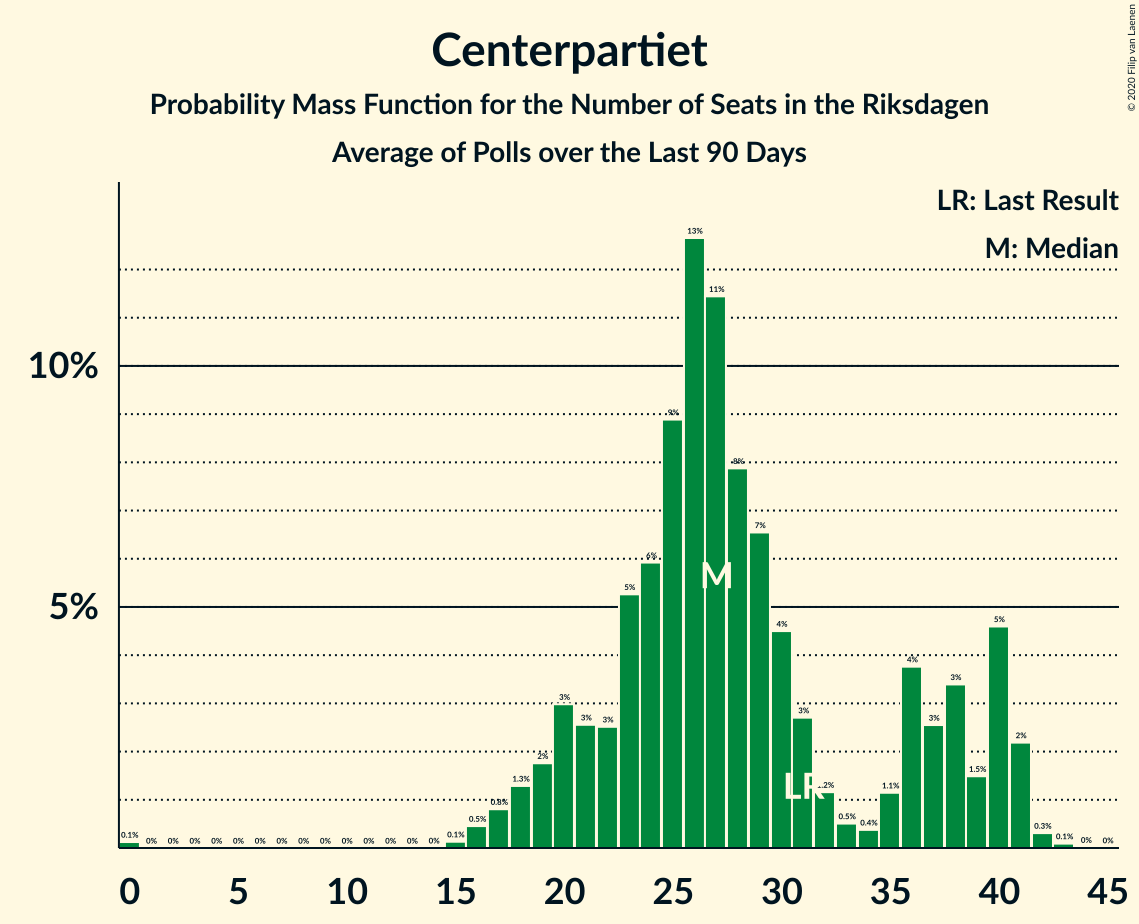 © 2020 Filip van Laenen
Centerpartiet
Probability Mass Function for the Number of Seats in the Riksdagen
Average of Polls over the Last 90 Days
LR: Last Result
M: Median
10%
5%
0.1% 0% 0% 0% 0% 0% 0% 0% 0% 0% 0% 0% 0% 0% 0% 0.1% 0.5% 0.8% 1.3% 2% 3% 3% 3% 5% 6% 9% 13% 11% 8% 7% 4% 3% 1.2% 0.5% 0.4% 1.1% 4% 3% 3% 1.5% 5% 2% 0.3% 0.1% 0% 0%
M
LR
0 5 10 15 20 25 30 35 40 45